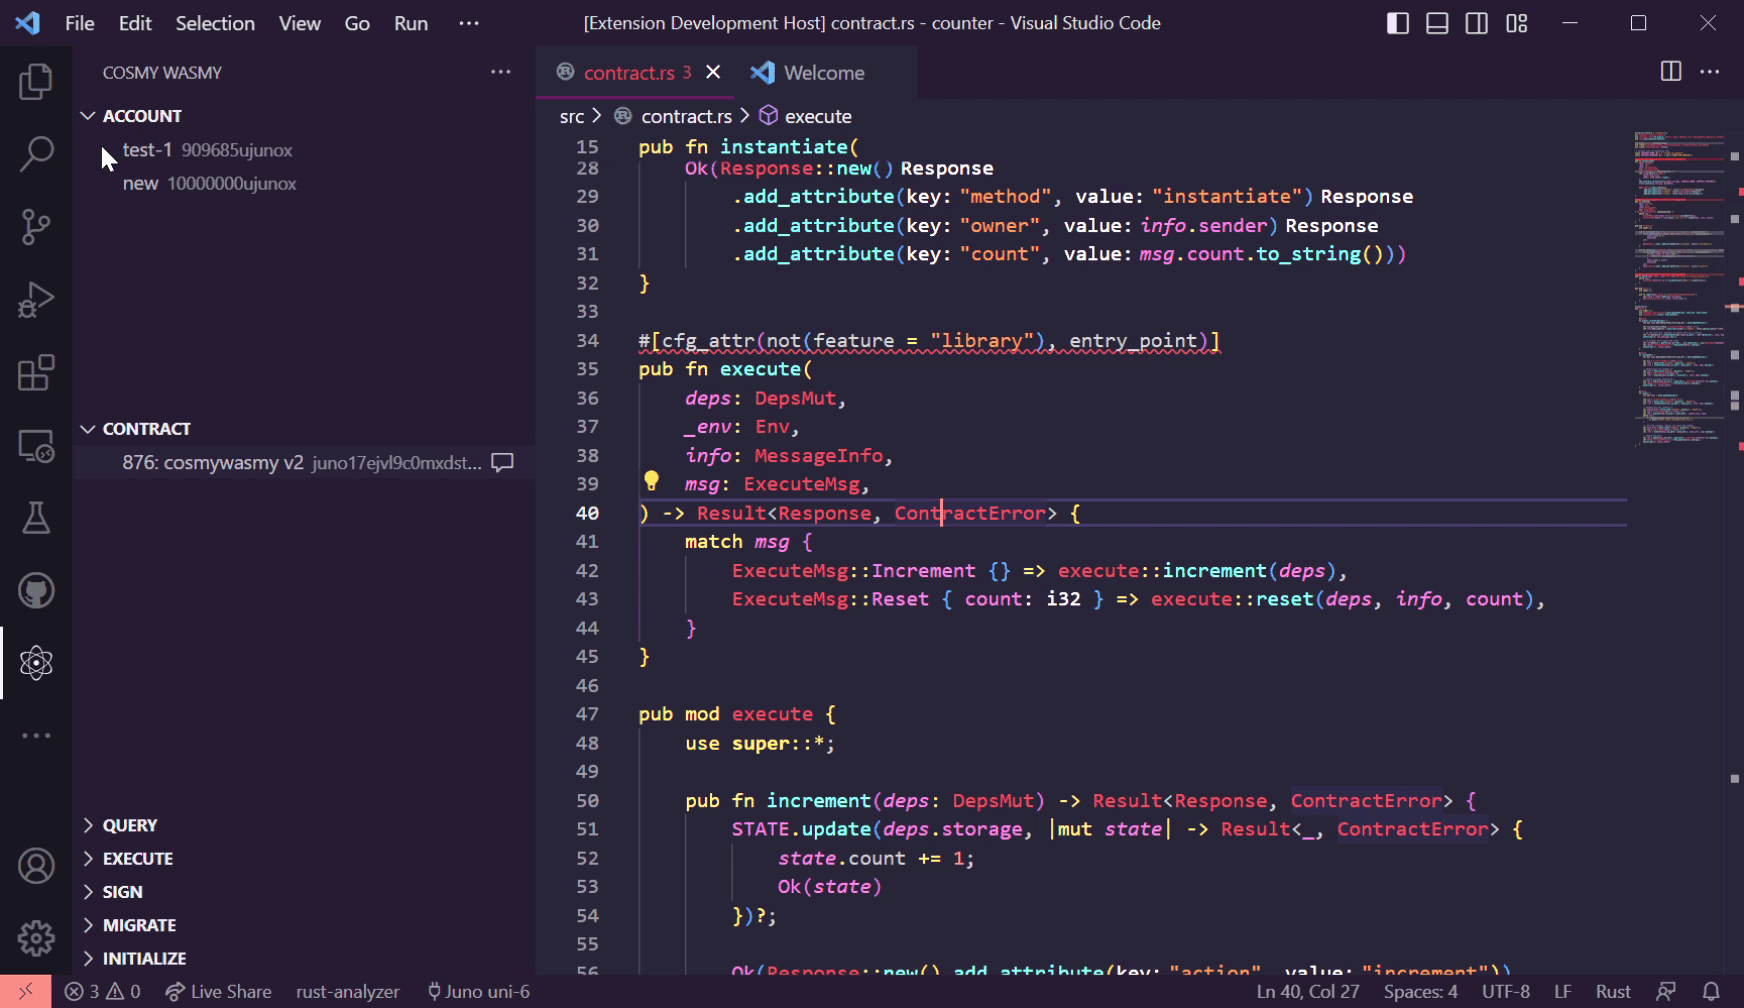 File Edit Selection View Go Run ··· [Extension Development Host] contract.rs - counter - Visual Studio Code
COSMY WASMY ···
ACCOUNT
test-1 909685ujunox
new 10000000ujunox
CONTRACT
876: cosmywasmy v2 juno17ejvl9c0mxdst...
QUERY
EXECUTE
SIGN
MIGRATE
INITIALIZE
contract.rs 3 Welcome
src > contract.rs > execute
15 pub fn instantiate(
28 Ok(Response::new() Response
29 .add_attribute(key: "method", value: "instantiate") Response
30 .add_attribute(key: "owner", value: info.sender) Response
31 .add_attribute(key: "count", value: msg.count.to_string()))
32 }
33
34 #[cfg_attr(not(feature = "library"), entry_point)]
35 pub fn execute(
36 deps: DepsMut,
37 _env: Env,
38 info: MessageInfo,
39 msg: ExecuteMsg,
40 ) -> Result<Response, ContractError> {
41 match msg {
42 ExecuteMsg::Increment {} => execute::increment(deps),
43 ExecuteMsg::Reset { count: i32 } => execute::reset(deps, info, count),
44 }
45 }
46
47 pub mod execute {
48 use super::*;
49
50 pub fn increment(deps: DepsMut) -> Result<Response, ContractError> {
51 STATE.update(deps.storage, |mut state| -> Result<_, ContractError> {
52 state.count += 1;
53 Ok(state)
54 })?;
55
56 Ok(Response::new().add_attribute(key: "action", value: "increment"))
3 0 Live Share rust-analyzer Juno uni-6 Ln 40, Col 27 Spaces: 4 UTF-8 LF Rust